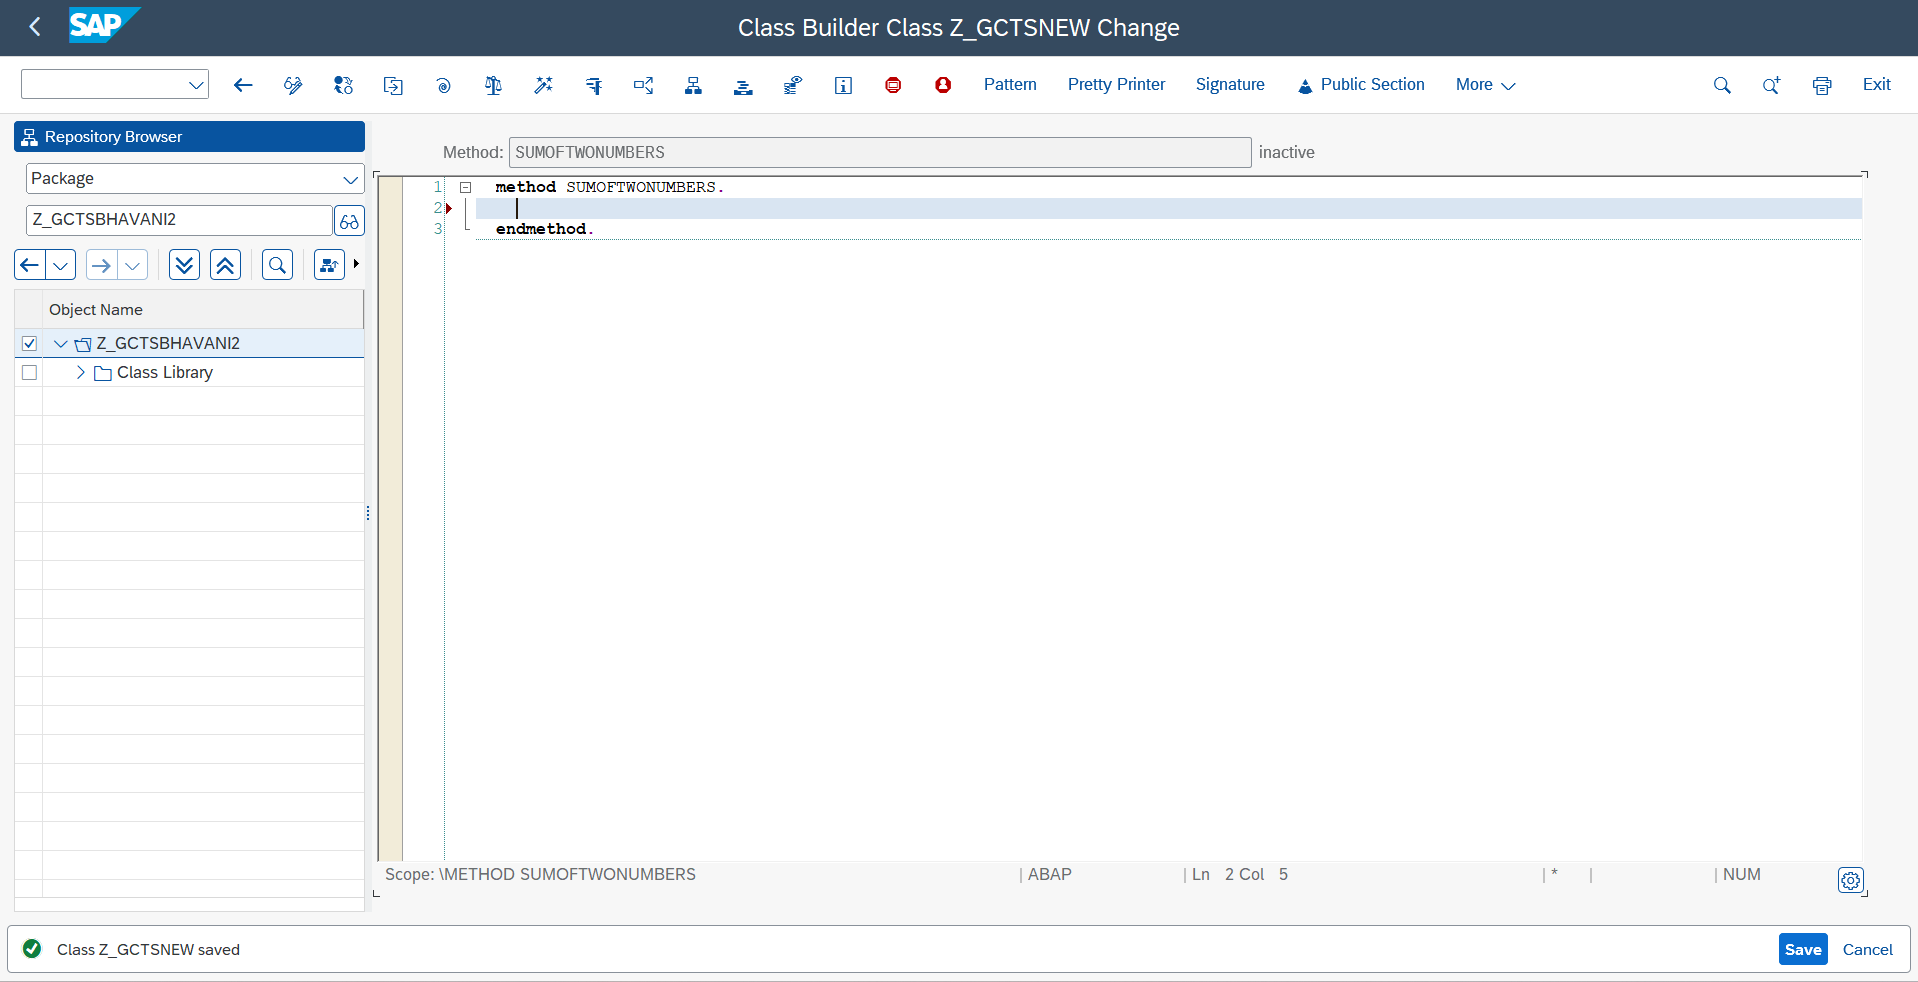 SAP
Class Builder Class Z_GCTSNEW Change
Pattern Pretty Printer Signature Public Section More Exit
Repository Browser
Package
Z_GCTSBHAVANI2
Object Name
Z_GCTSBHAVANI2
Class Library
Method: SUMOFTWONUMBERS inactive
1 method SUMOFTWONUMBERS.
2
3 endmethod.
Scope: \METHOD SUMOFTWONUMBERS | ABAP | Ln 2 Col 5 | * | | NUM
Class Z_GCTSNEW saved
Save Cancel